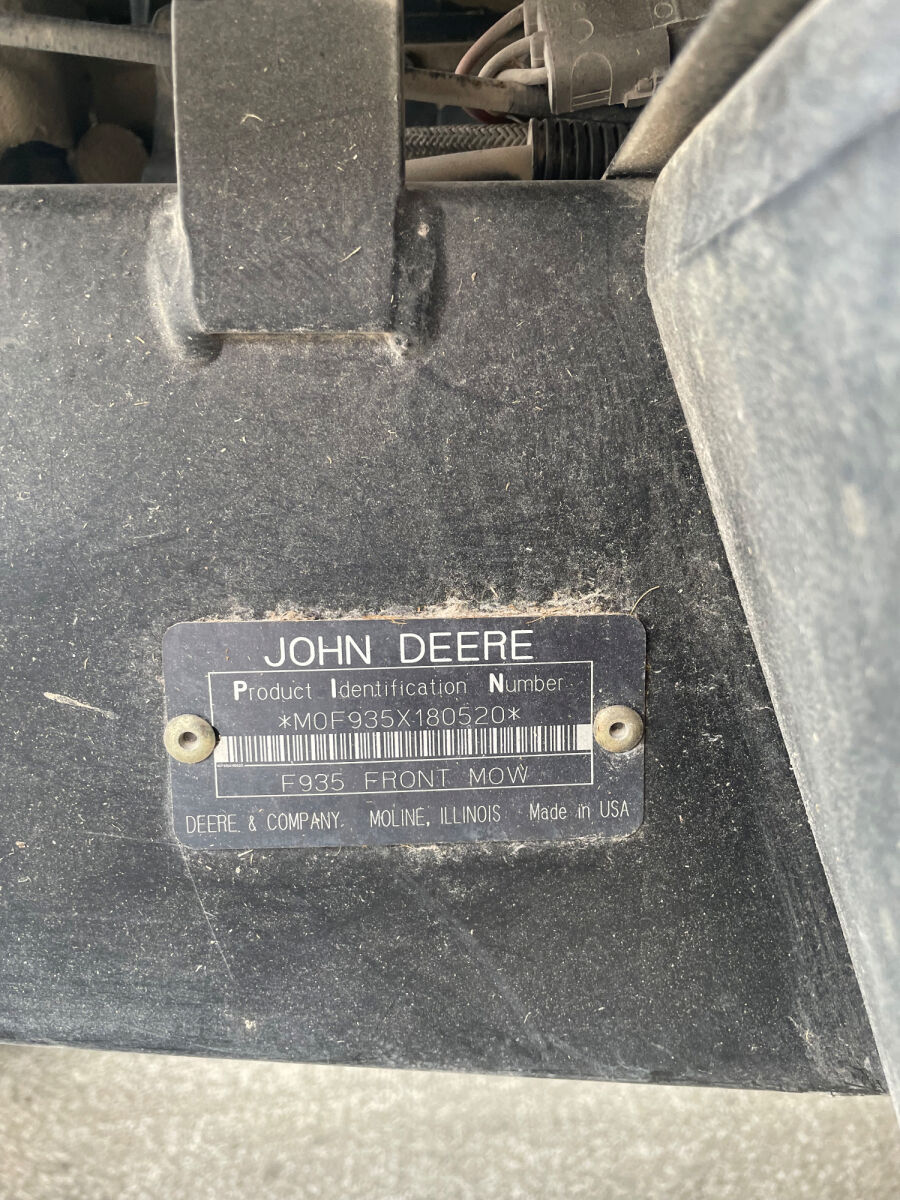 JOHN DEERE
Product Identification Number
*M0F935X180520*
F935 FRONT MOW
DEERE & COMPANY MOLINE, ILLINOIS Made in USA